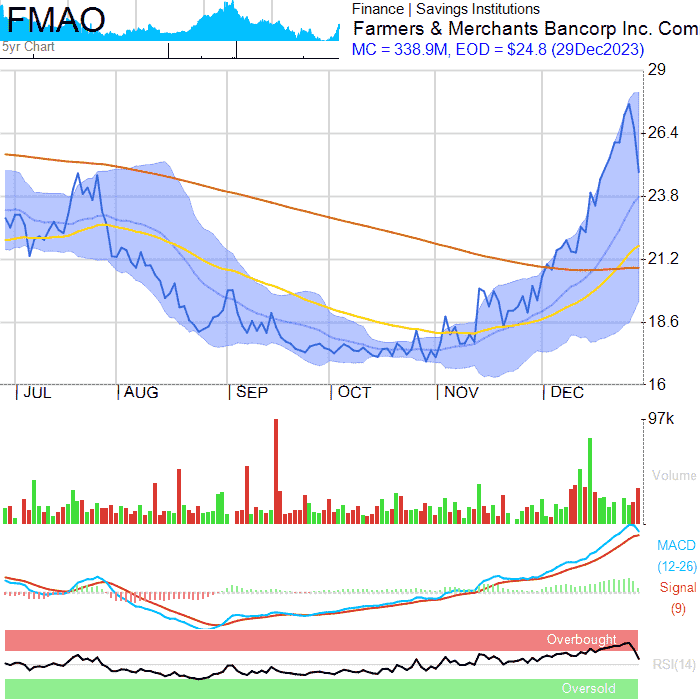 FMAO
5yr Chart
Finance | Savings Institutions
Farmers & Merchants Bancorp Inc. Com
MC = 338.9M, EOD = $24.8 (29Dec2023)
29
26.4
23.8
21.2
18.6
16
JUL AUG SEP OCT NOV DEC
97k
Volume
MACD
(12-26)
Signal
(9)
Overbought
RSI(14)
Oversold